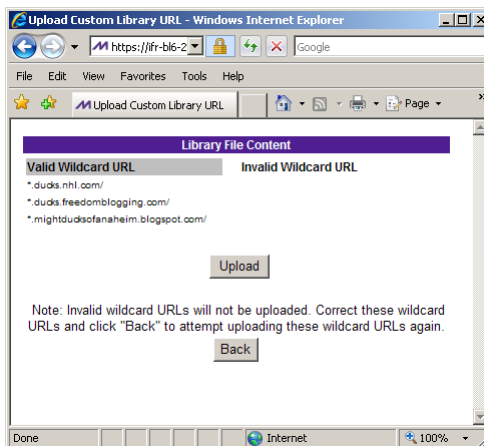 Upload Custom Library URL - Windows Internet Explorer
https://ifr-bl6-2
Google
File Edit View Favorites Tools Help
Upload Custom Library URL
Page
Library File Content
Valid Wildcard URL Invalid Wildcard URL
*.ducks.nhl.com/
*.ducks.freedomblogging.com/
*.mightducksofanaheim.blogspot.com/
Upload
Note: Invalid wildcard URLs will not be uploaded. Correct these wildcard
URLs and click "Back" to attempt uploading these wildcard URLs again.
Back
Done Internet 100%